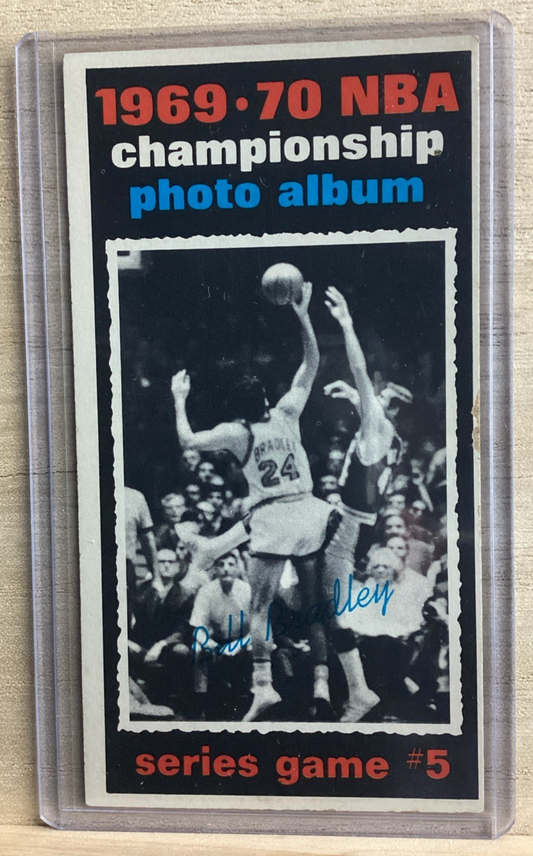 1969·70 NBA
championship
photo album
BRADLEY
24
Bill Bradley
series game #5